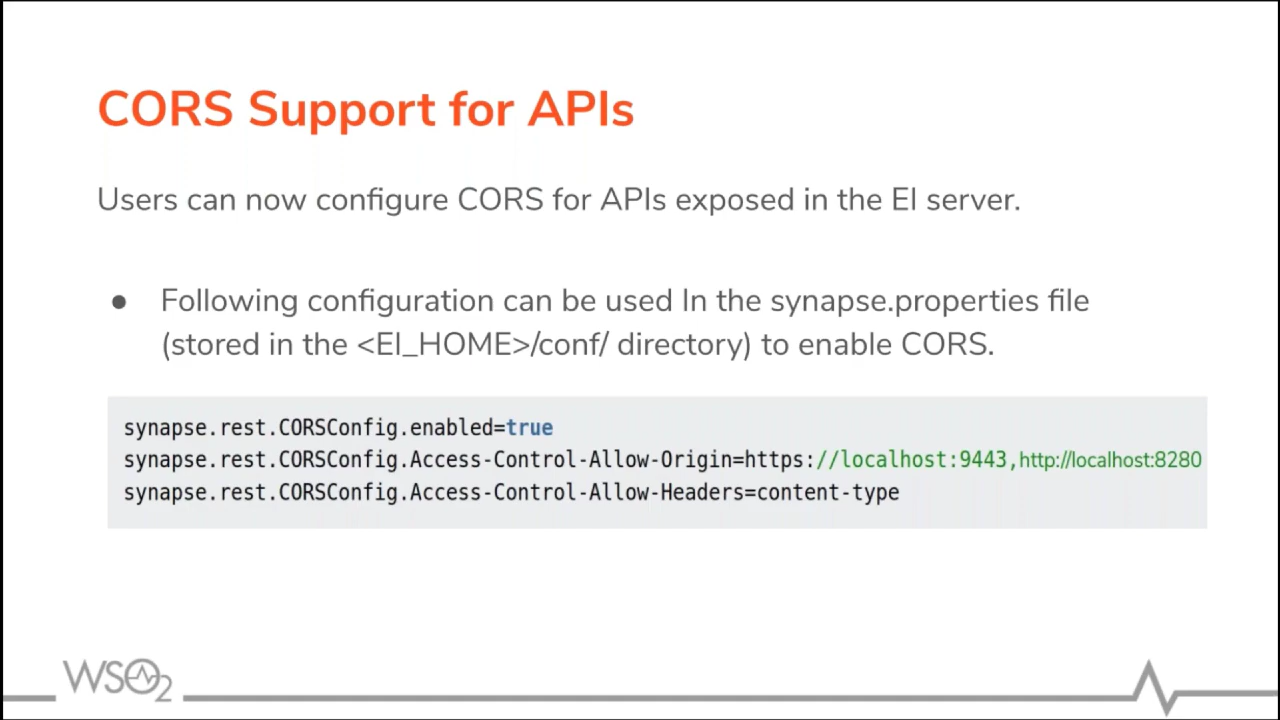 CORS Support for APIs
Users can now configure CORS for APIs exposed in the EI server.
● Following configuration can be used In the synapse.properties file
(stored in the <EI_HOME>/conf/ directory) to enable CORS.
synapse.rest.CORSConfig.enabled=true
synapse.rest.CORSConfig.Access-Control-Allow-Origin=https://localhost:9443,http://localhost:8280
synapse.rest.CORSConfig.Access-Control-Allow-Headers=content-type
WSO2